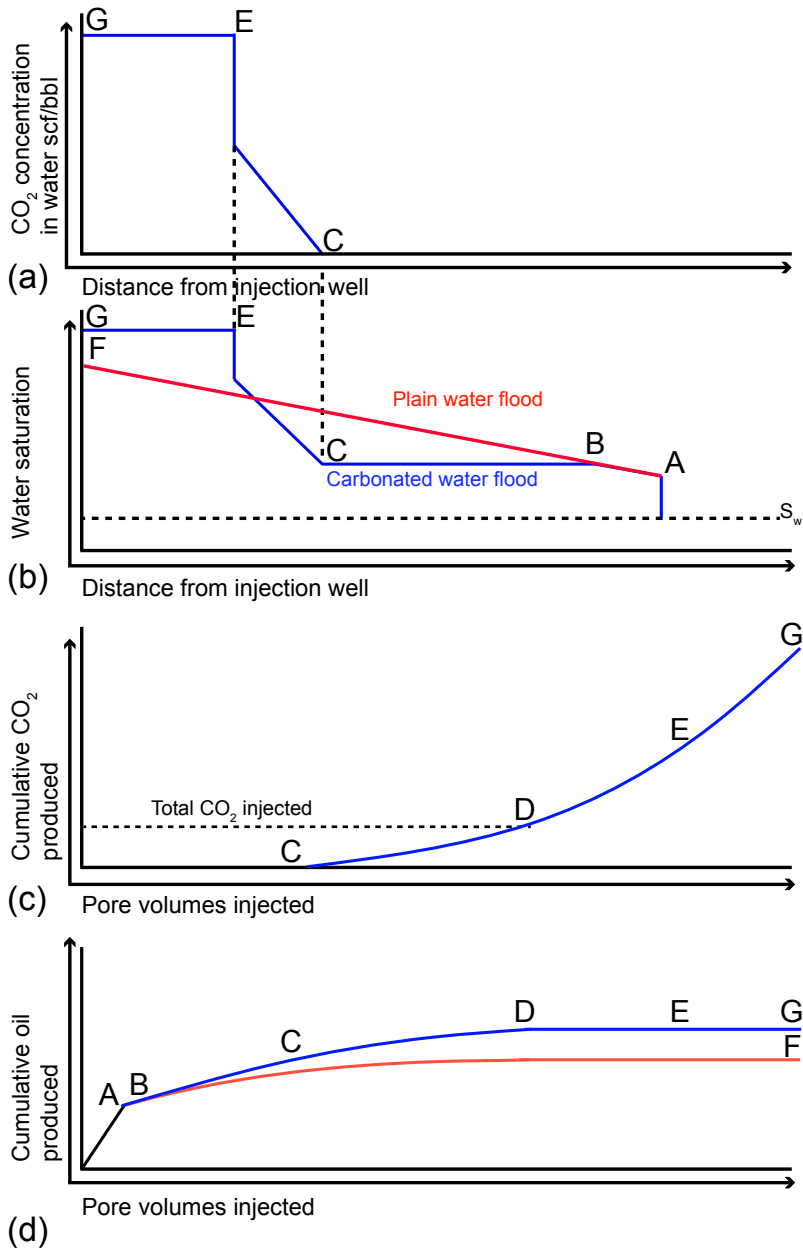 G
E
CO₂ concentration
in water scf/bbl
C
(a)
Distance from injection well
G
E
F
Plain water flood
B
A
C
Carbonated water flood
Water saturation
S_w
(b)
Distance from injection well
G
E
Cumulative CO₂
produced
Total CO₂ injected
D
C
(c)
Pore volumes injected
D
E
G
C
F
A
B
Cumulative oil
produced
Pore volumes injected
(d)